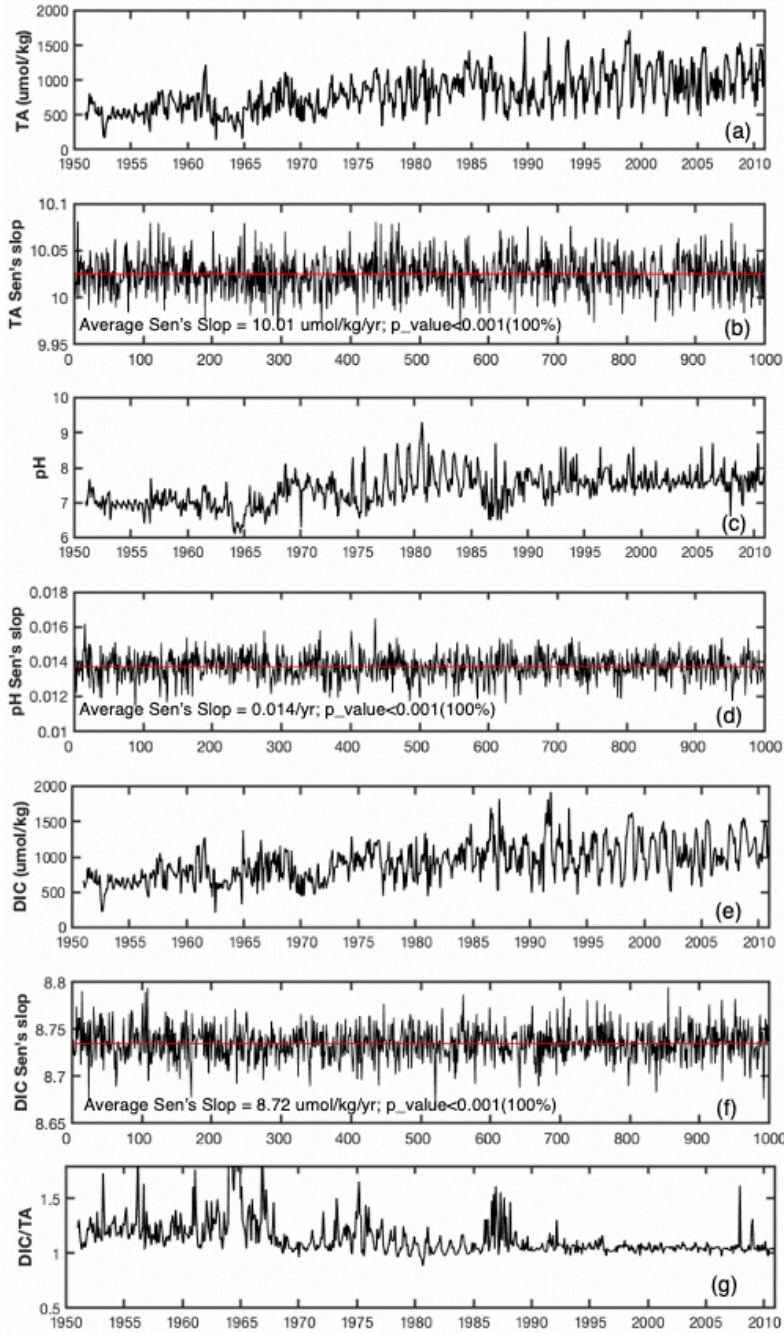 2000
1500
1000
500
0
TA (umol/kg)
(a)
1950 1955 1960 1965 1970 1975 1980 1985 1990 1995 2000 2005 2010
10.1
10.05
10
9.95
TA Sen's slop
Average Sen's Slop = 10.01 umol/kg/yr; p_value<0.001(100%)
(b)
0 100 200 300 400 500 600 700 800 900 1000
10
9
8
7
6
pH
(c)
1950 1955 1960 1965 1970 1975 1980 1985 1990 1995 2000 2005 2010
0.018
0.016
0.014
0.012
0.01
pH Sen's slop
Average Sen's Slop = 0.014/yr; p_value<0.001(100%)
(d)
0 100 200 300 400 500 600 700 800 900 1000
2000
1500
1000
500
0
DIC (umol/kg)
(e)
1950 1955 1960 1965 1970 1975 1980 1985 1990 1995 2000 2005 2010
8.8
8.75
8.7
8.65
DIC Sen's slop
Average Sen's Slop = 8.72 umol/kg/yr; p_value<0.001(100%)
(f)
0 100 200 300 400 500 600 700 800 900 1000
1.5
1
0.5
DIC/TA
(g)
1950 1955 1960 1965 1970 1975 1980 1985 1990 1995 2000 2005 2010